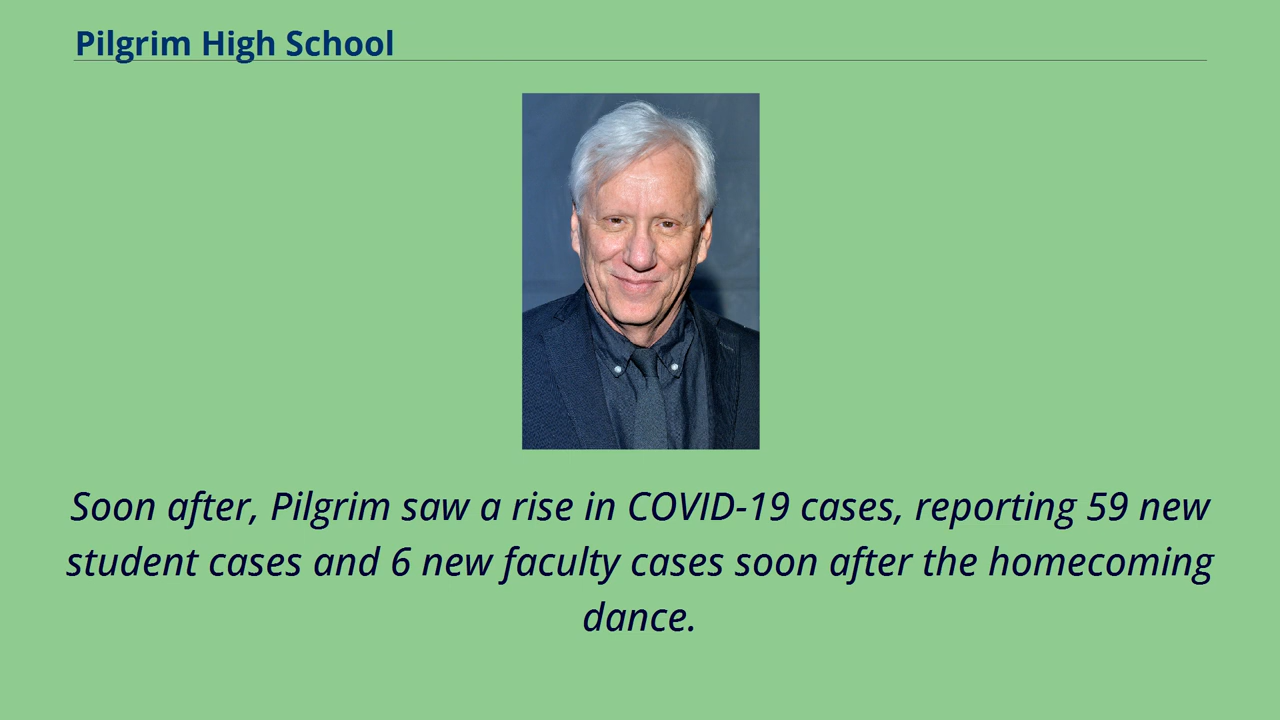 Pilgrim High School
Soon after, Pilgrim saw a rise in COVID-19 cases, reporting 59 new
student cases and 6 new faculty cases soon after the homecoming
dance.